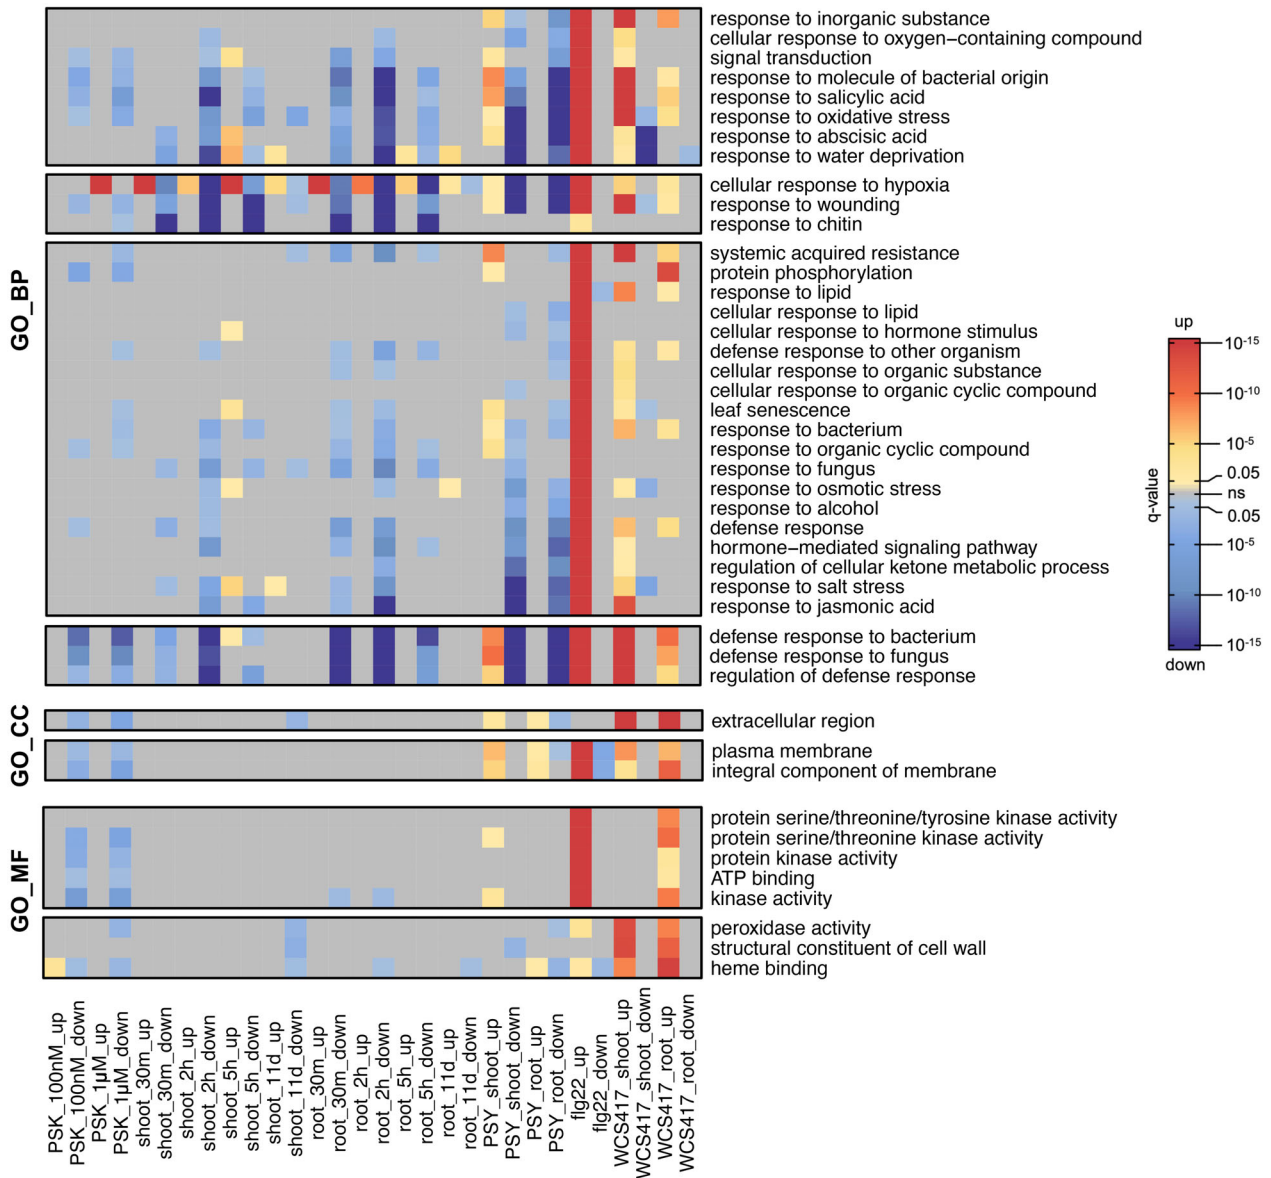 response to inorganic substance
cellular response to oxygen−containing compound
signal transduction
response to molecule of bacterial origin
response to salicylic acid
response to oxidative stress
response to abscisic acid
response to water deprivation
cellular response to hypoxia
response to wounding
response to chitin
GO_BP
systemic acquired resistance
protein phosphorylation
response to lipid
cellular response to lipid
cellular response to hormone stimulus
defense response to other organism
cellular response to organic substance
cellular response to organic cyclic compound
leaf senescence
response to bacterium
response to organic cyclic compound
response to fungus
response to osmotic stress
response to alcohol
defense response
hormone−mediated signaling pathway
regulation of cellular ketone metabolic process
response to salt stress
response to jasmonic acid
defense response to bacterium
defense response to fungus
regulation of defense response
GO_CC
extracellular region
plasma membrane
integral component of membrane
GO_MF
protein serine/threonine/tyrosine kinase activity
protein serine/threonine kinase activity
protein kinase activity
ATP binding
kinase activity
peroxidase activity
structural constituent of cell wall
heme binding
PSK_100nM_up
PSK_100nM_down
PSK_1µM_up
PSK_1µM_down
shoot_30m_up
shoot_30m_down
shoot_2h_up
shoot_2h_down
shoot_5h_up
shoot_5h_down
shoot_11d_up
shoot_11d_down
root_30m_up
root_30m_down
root_2h_up
root_2h_down
root_5h_up
root_5h_down
root_11d_up
root_11d_down
PSY_shoot_up
PSY_shoot_down
PSY_root_up
PSY_root_down
flg22_up
flg22_down
WCS417_shoot_up
WCS417_shoot_down
WCS417_root_up
WCS417_root_down
up
q-value
10⁻¹⁵
10⁻¹⁰
10⁻⁵
0.05
ns
0.05
10⁻⁵
10⁻¹⁰
10⁻¹⁵
down